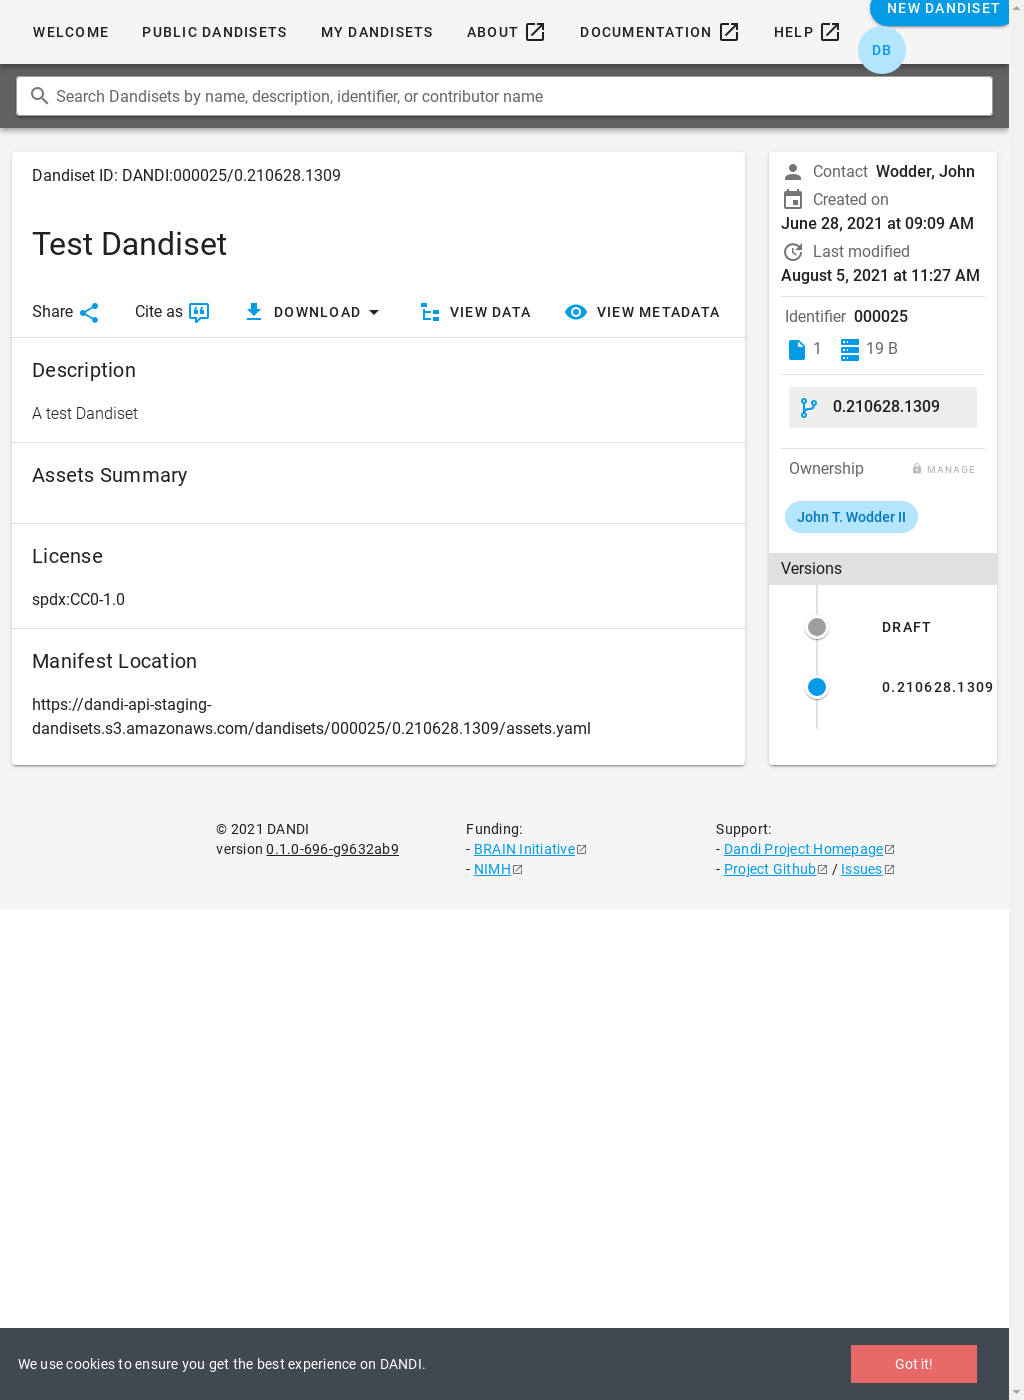 WELCOME
PUBLIC DANDISETS
MY DANDISETS
ABOUT
DOCUMENTATION
HELP
NEW DANDISET
DB
Search Dandisets by name, description, identifier, or contributor name
Dandiset ID: DANDI:000025/0.210628.1309
Test Dandiset
Share
Cite as
DOWNLOAD
VIEW DATA
VIEW METADATA
Description
A test Dandiset
Assets Summary
License
spdx:CC0-1.0
Manifest Location
https://dandi-api-staging-
dandisets.s3.amazonaws.com/dandisets/000025/0.210628.1309/assets.yaml
Contact Wodder, John
Created on
June 28, 2021 at 09:09 AM
Last modified
August 5, 2021 at 11:27 AM
Identifier 000025
1 19 B
0.210628.1309
Ownership MANAGE
John T. Wodder II
Versions
DRAFT
0.210628.1309
© 2021 DANDI
version 0.1.0-696-g9632ab9
Funding:
- BRAIN Initiative
- NIMH
Support:
- Dandi Project Homepage
- Project Github / Issues
We use cookies to ensure you get the best experience on DANDI.
Got it!